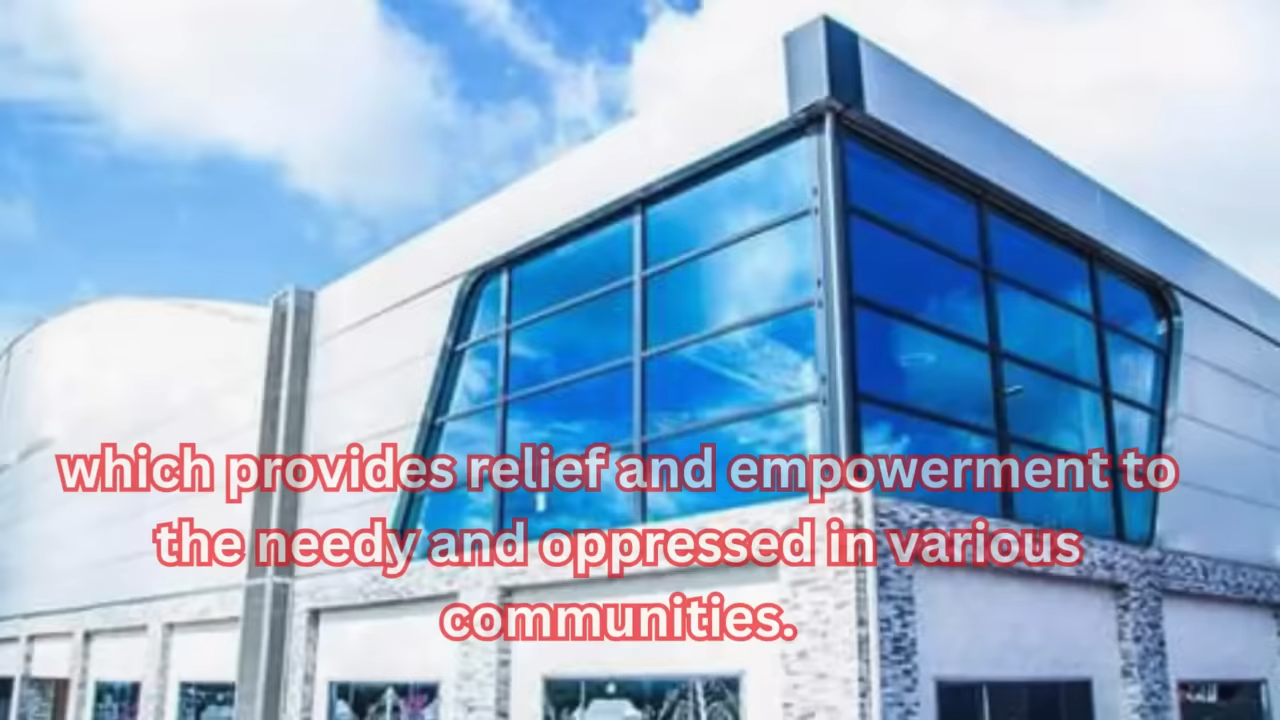 which provides relief and empowerment to
the needy and oppressed in various
communities.